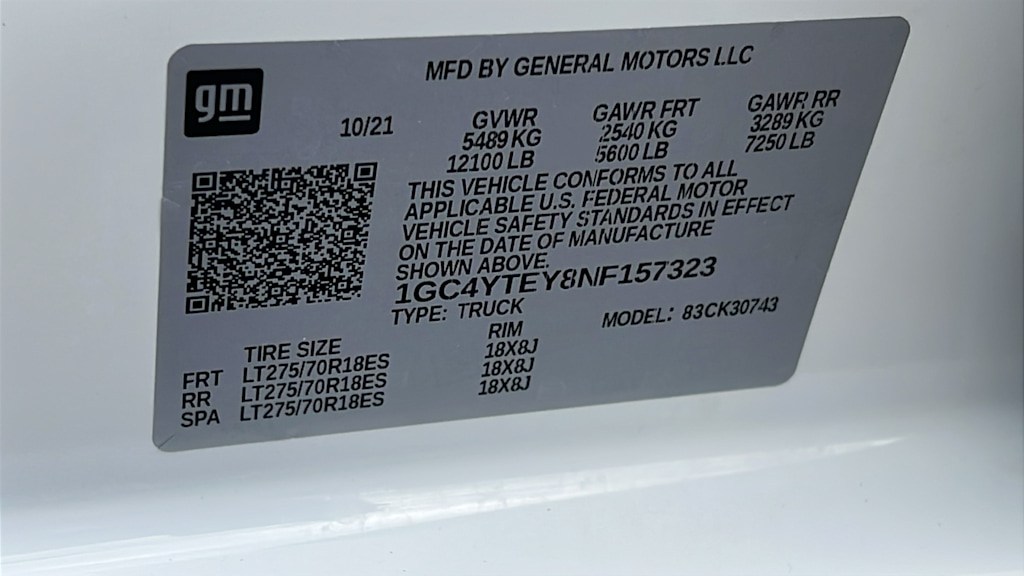 gm
MFD BY GENERAL MOTORS LLC
10/21 GVWR GAWR FRT GAWR RR
5489 KG 2540 KG 3289 KG
12100 LB 5600 LB 7250 LB
THIS VEHICLE CONFORMS TO ALL
APPLICABLE U.S. FEDERAL MOTOR
VEHICLE SAFETY STANDARDS IN EFFECT
ON THE DATE OF MANUFACTURE
SHOWN ABOVE.
1GC4YTEY8NF157323
TYPE: TRUCK MODEL: 83CK30743
TIRE SIZE RIM
FRT LT275/70R18ES 18X8J
RR LT275/70R18ES 18X8J
SPA LT275/70R18ES 18X8J